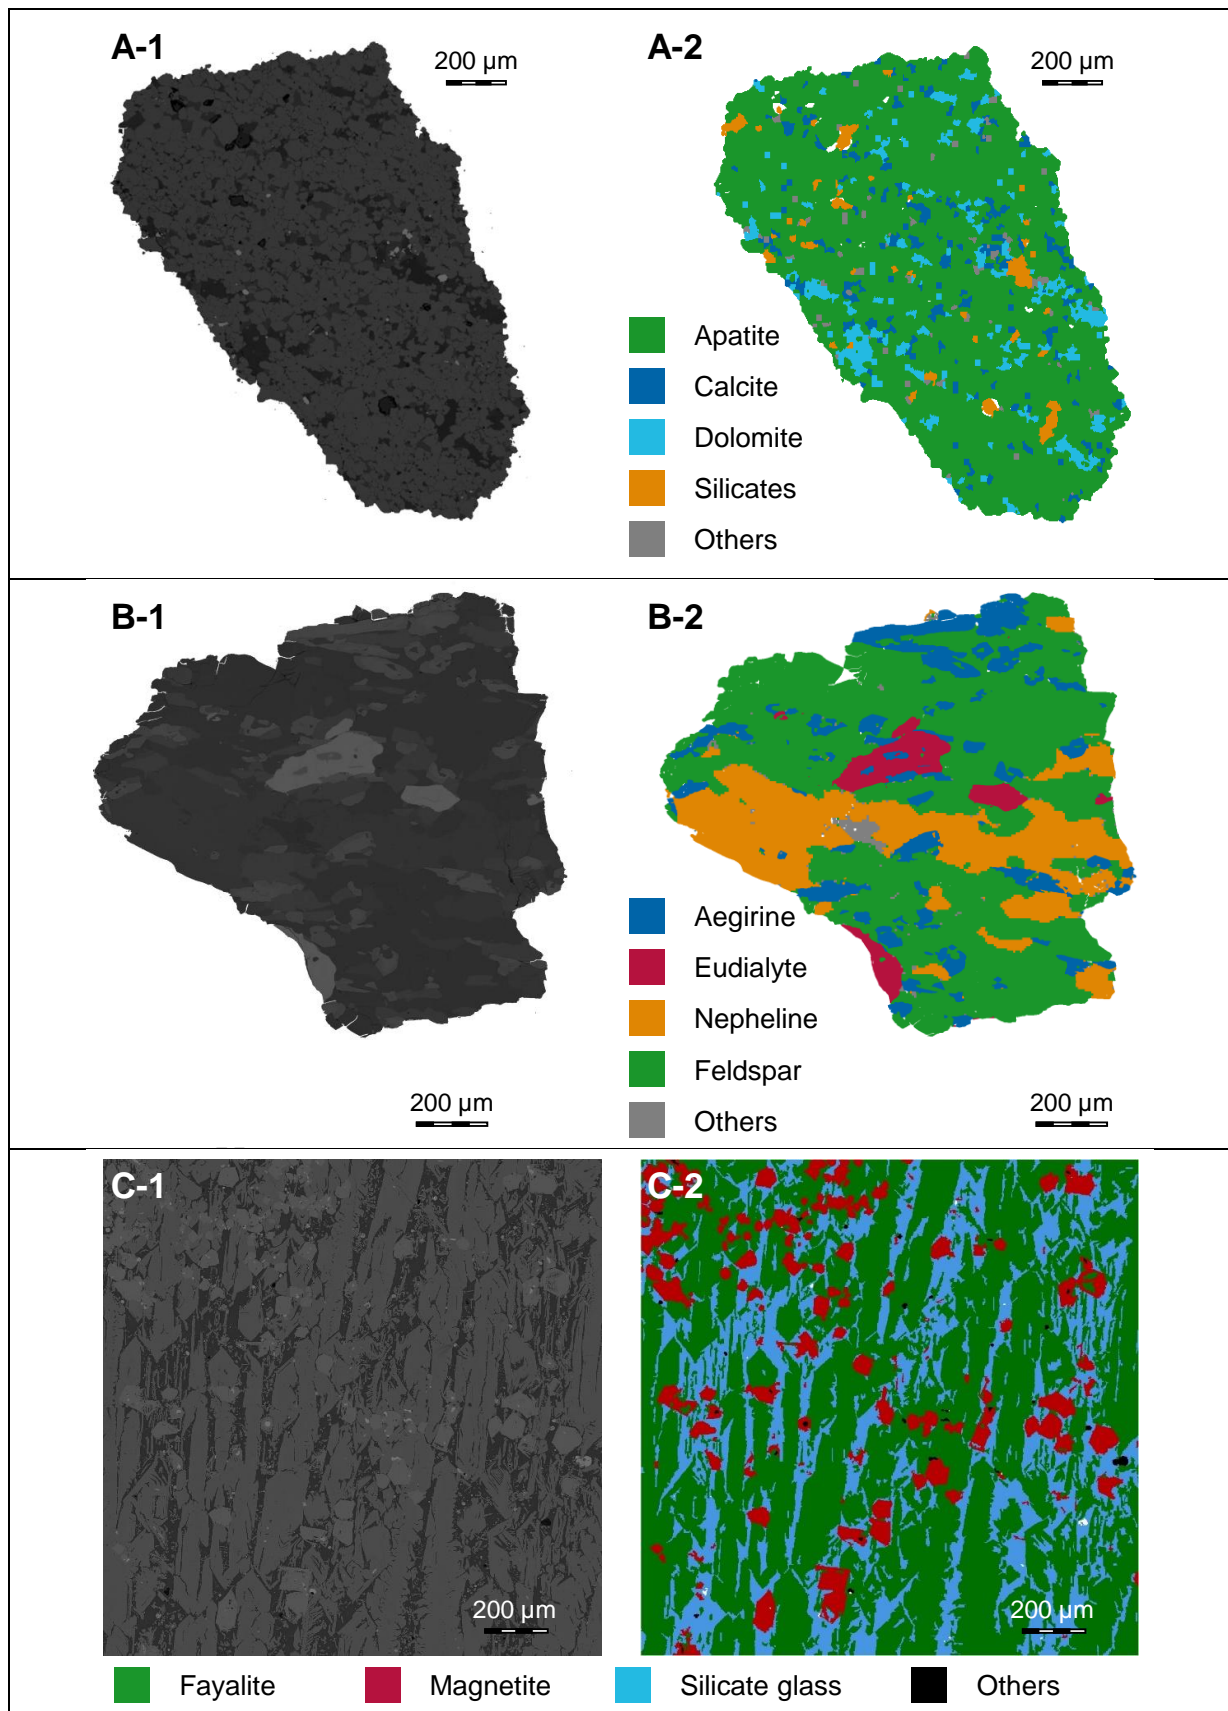 A-1
200 µm
A-2
200 µm
Apatite
Calcite
Dolomite
Silicates
Others
B-1
B-2
Aegirine
Eudialyte
Nepheline
Feldspar
Others
200 µm
200 µm
C-1
C-2
200 µm
200 µm
Fayalite
Magnetite
Silicate glass
Others